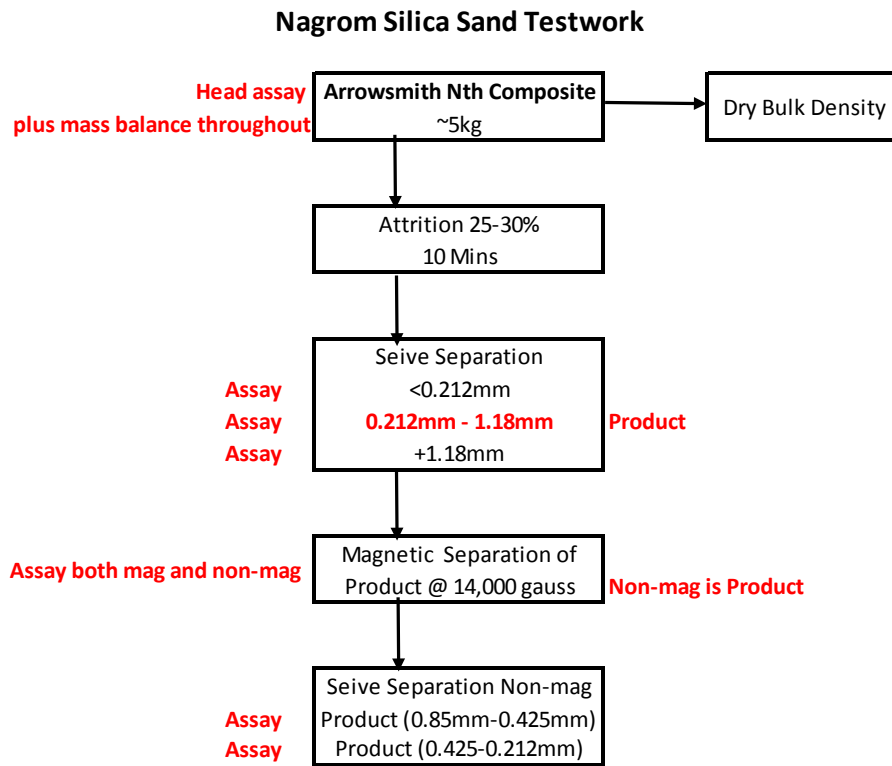 Nagrom Silica Sand Testwork
Head assay
plus mass balance throughout
Arrowsmith Nth Composite
~5kg
Dry Bulk Density
Attrition 25-30%
10 Mins
Seive Separation
Assay <0.212mm
Assay 0.212mm - 1.18mm Product
Assay +1.18mm
Assay both mag and non-mag
Magnetic Separation of
Product @ 14,000 gauss
Non-mag is Product
Seive Separation Non-mag
Assay Product (0.85mm-0.425mm)
Assay Product (0.425-0.212mm)